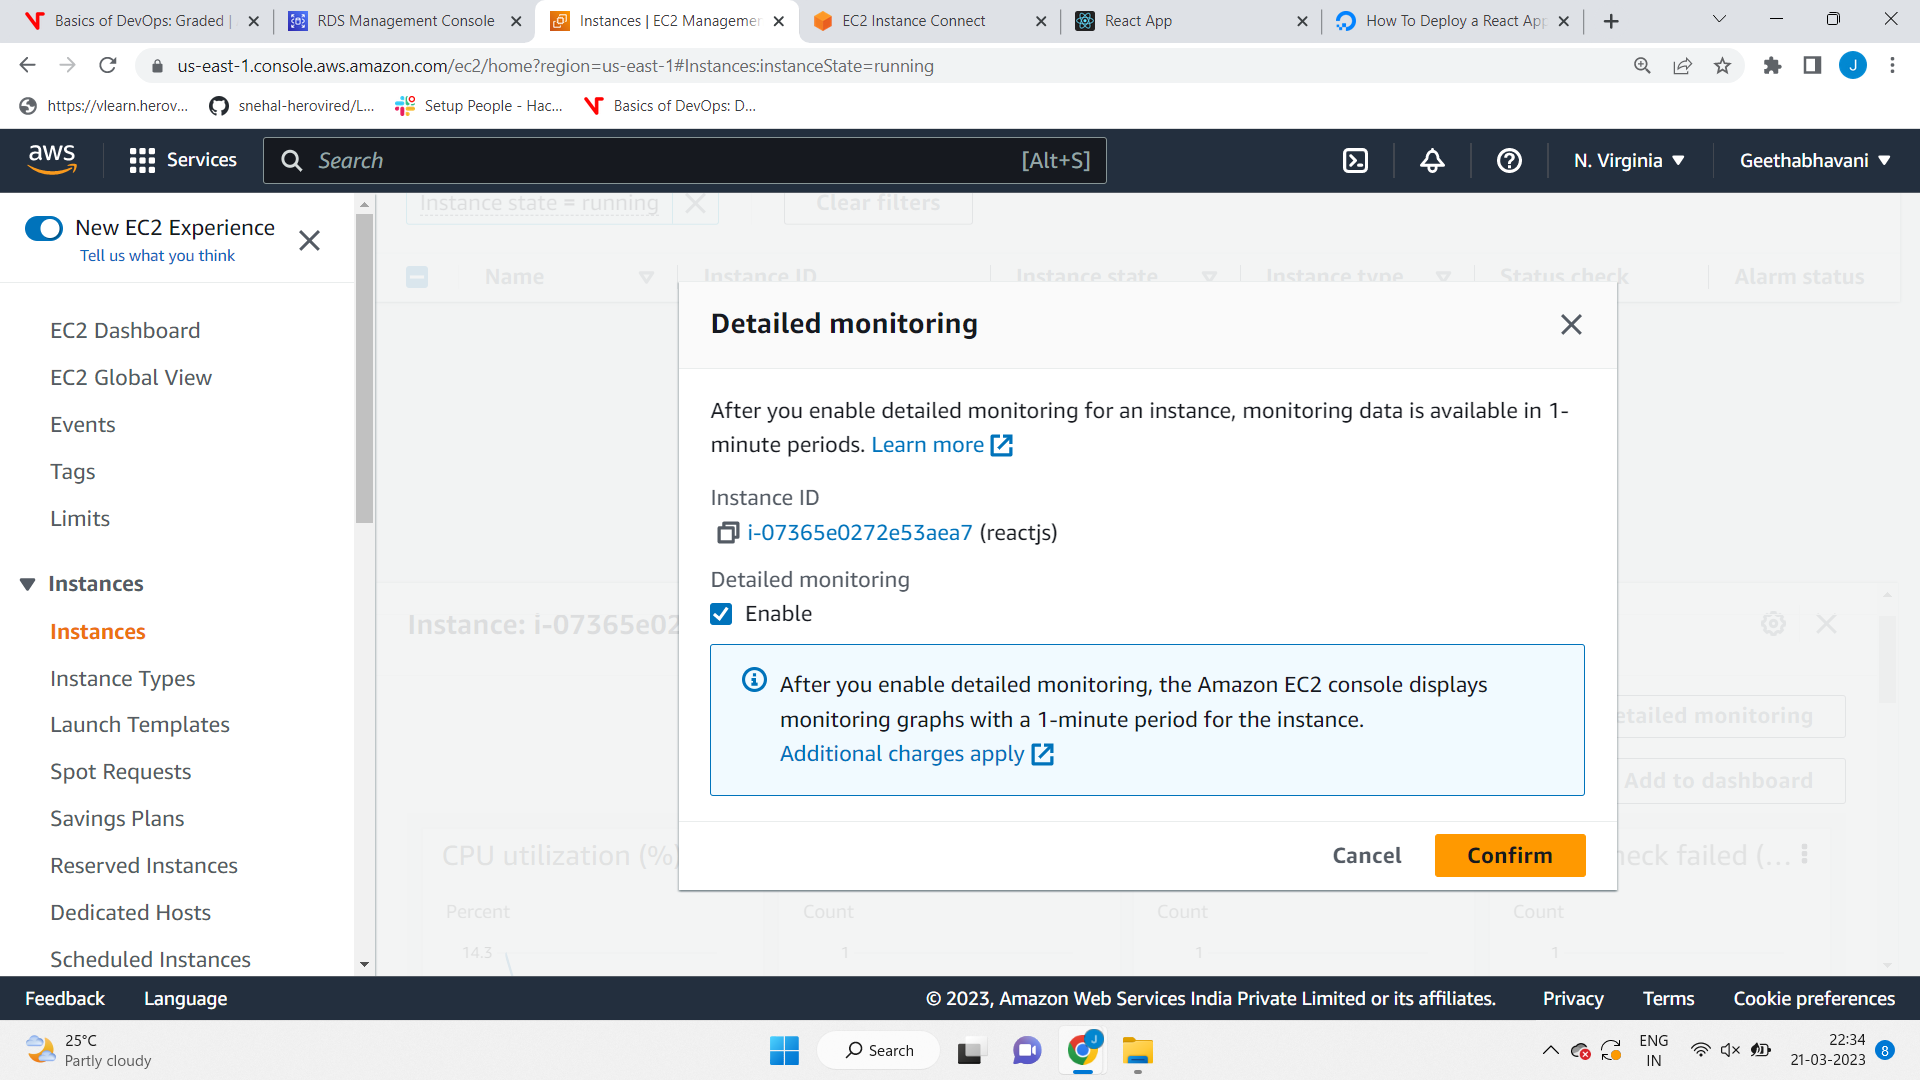 Basics of DevOps: Graded |
RDS Management Console
Instances | EC2 Managemen
EC2 Instance Connect
React App
How To Deploy a React App
us-east-1.console.aws.amazon.com/ec2/home?region=us-east-1#Instances:instanceState=running
J
https://vlearn.herov...
snehal-herovired/L...
Setup People - Hac...
Basics of DevOps: D...
aws
Services
Search
[Alt+S]
N. Virginia
Geethabhavani
New EC2 Experience
Tell us what you think
EC2 Dashboard
EC2 Global View
Events
Tags
Limits
Instances
Instances
Instance Types
Launch Templates
Spot Requests
Savings Plans
Reserved Instances
Dedicated Hosts
Scheduled Instances
Instance state = running
Clear filters
Name
Instance ID
Instance state
Instance type
Status check
Alarm status
Detailed monitoring
After you enable detailed monitoring for an instance, monitoring data is available in 1-
minute periods. Learn more
Instance ID
i-07365e0272e53aea7 (reactjs)
Detailed monitoring
Enable
After you enable detailed monitoring, the Amazon EC2 console displays
monitoring graphs with a 1-minute period for the instance.
Additional charges apply
Cancel
Confirm
Instance: i-07365e02
etailed monitoring
Add to dashboard
CPU utilization (%)
heck failed (...
Percent
Count
Count
Count
14.3
1
1
1
Feedback
Language
© 2023, Amazon Web Services India Private Limited or its affiliates.
Privacy
Terms
Cookie preferences
25°C
Partly cloudy
Search
J
ENG
IN
22:34
21-03-2023
8